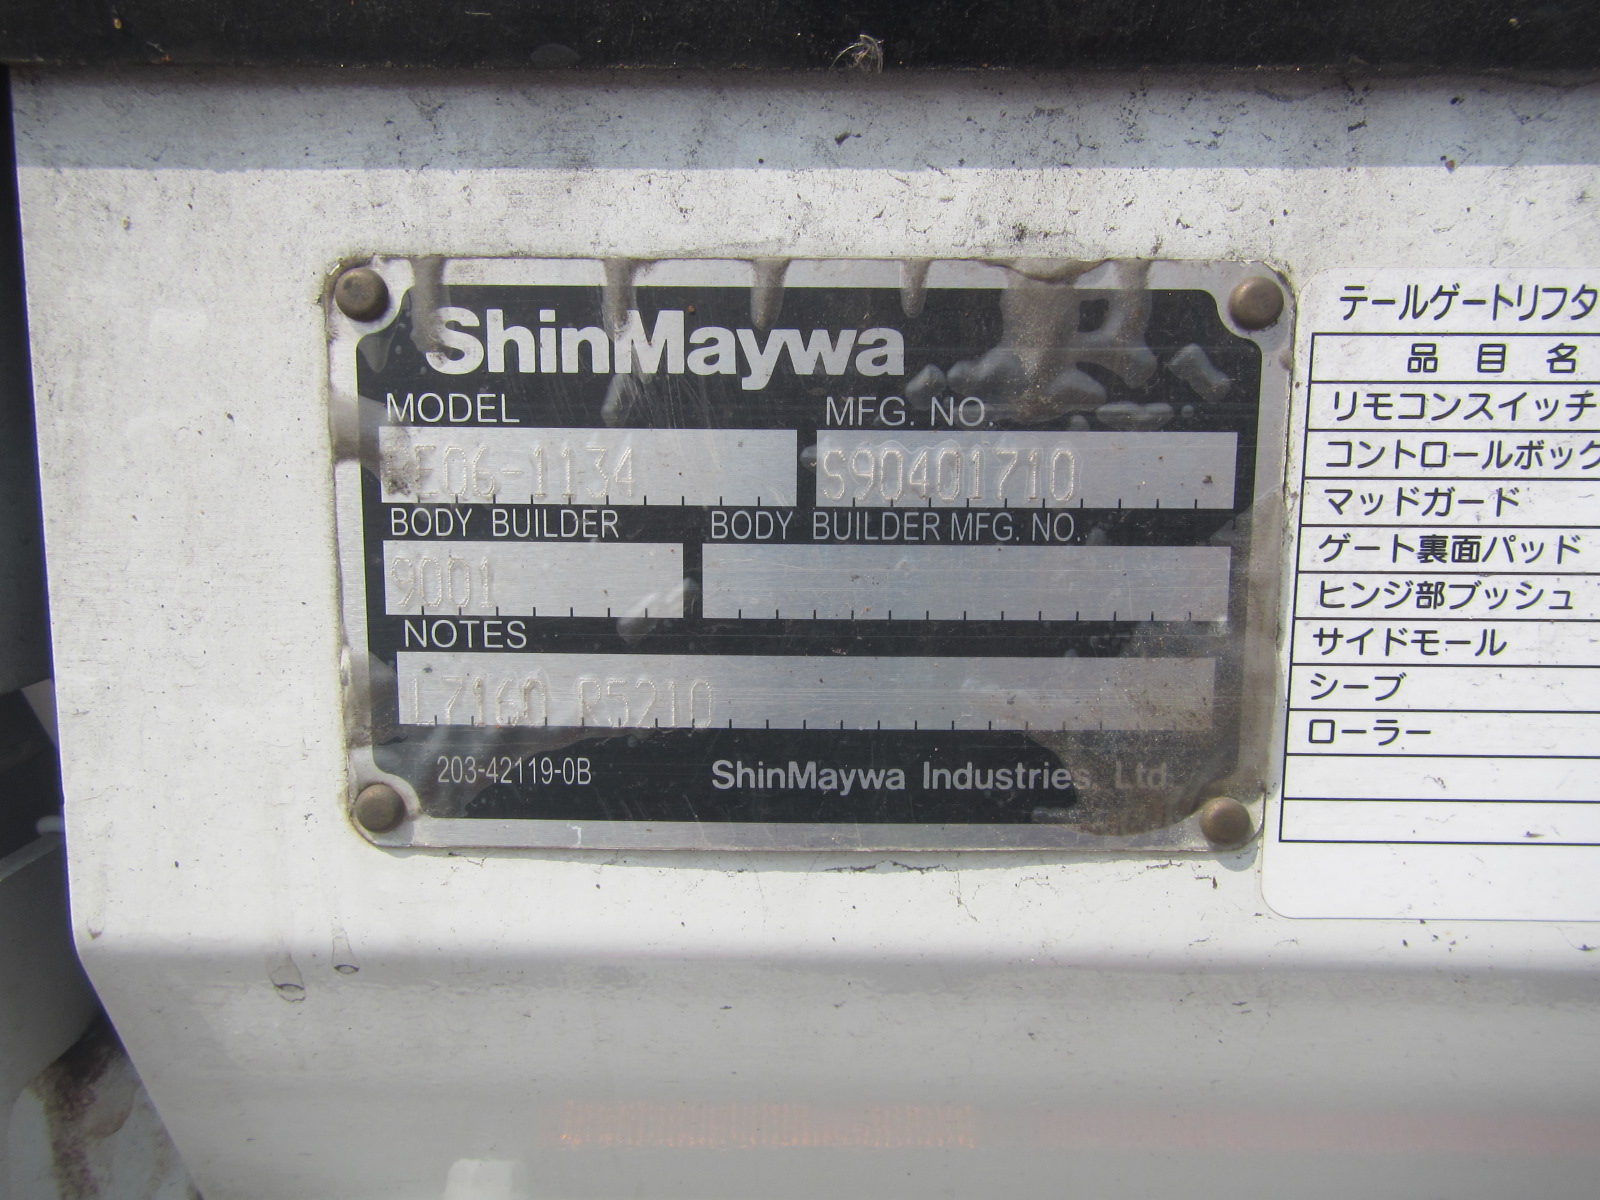 ShinMaywa
MODEL MFG. NO.
S90401710
BODY BUILDER BODY BUILDER MFG. NO.
9001
NOTES
L7160 R5210
203-42119-0B ShinMaywa Industries, Ltd.
テールゲートリフタ
品 目 名
リモコンスイッチ
コントロールボック
マッドガード
ゲート裏面パッド
ヒンジ部ブッシュ
サイドモール
シーブ
ローラー